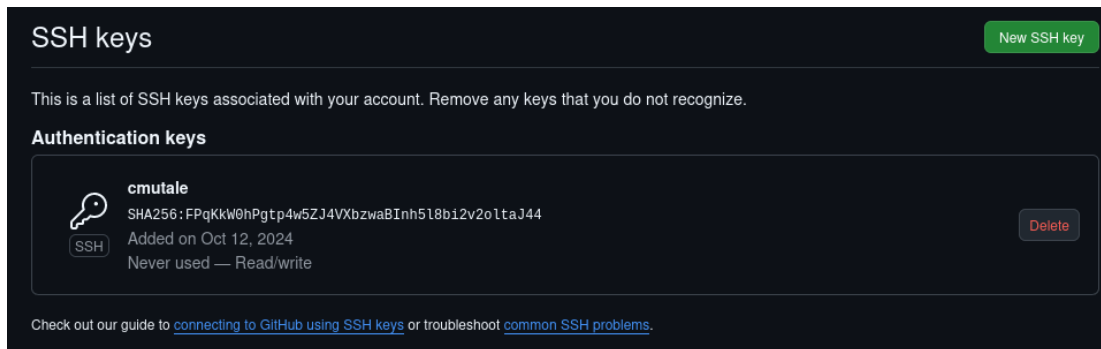 SSH keys
New SSH key
This is a list of SSH keys associated with your account. Remove any keys that you do not recognize.
Authentication keys
cmutale
SHA256:FPqKkW0hPgtp4w5ZJ4VXbzwaBInh5l8bi2v2oltaJ44
SSH
Added on Oct 12, 2024
Never used — Read/write
Delete
Check out our guide to connecting to GitHub using SSH keys or troubleshoot common SSH problems.